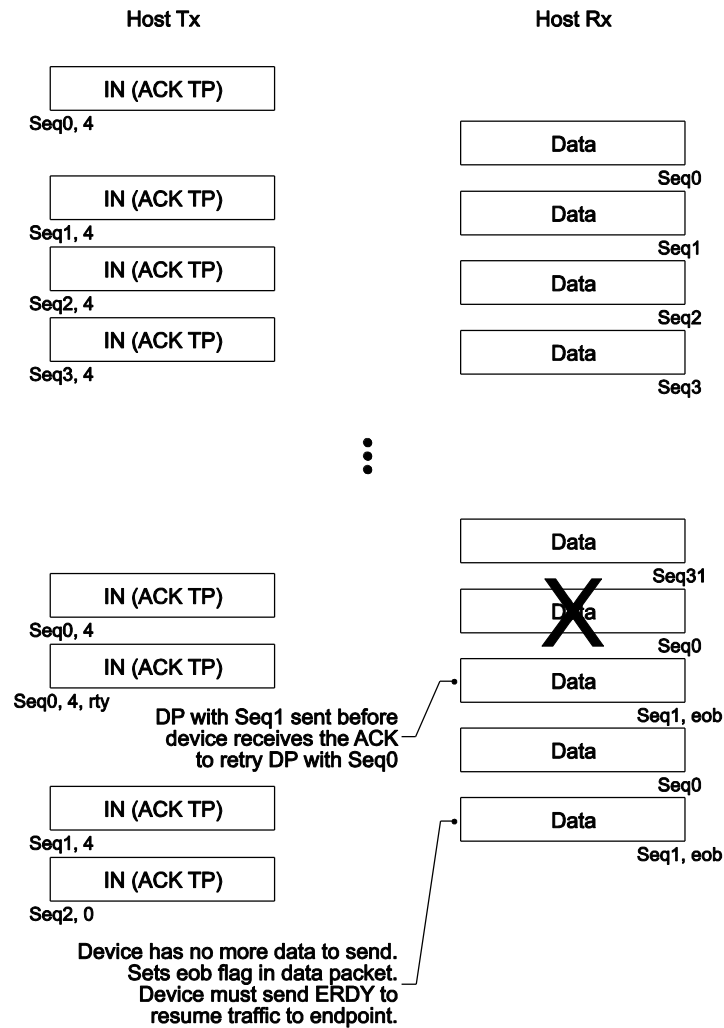 Host Tx
Host Rx
IN (ACK TP)
Seq0, 4
Data
Seq0
IN (ACK TP)
Seq1, 4
Data
Seq1
IN (ACK TP)
Seq2, 4
Data
Seq2
IN (ACK TP)
Seq3, 4
Data
Seq3
Data
Seq31
IN (ACK TP)
Seq0, 4
Data
Seq0
IN (ACK TP)
Seq0, 4, rty
Data
Seq1, eob
DP with Seq1 sent before
device receives the ACK
to retry DP with Seq0
Data
Seq0
IN (ACK TP)
Seq1, 4
Data
Seq1, eob
IN (ACK TP)
Seq2, 0
Device has no more data to send.
Sets eob flag in data packet.
Device must send ERDY to
resume traffic to endpoint.